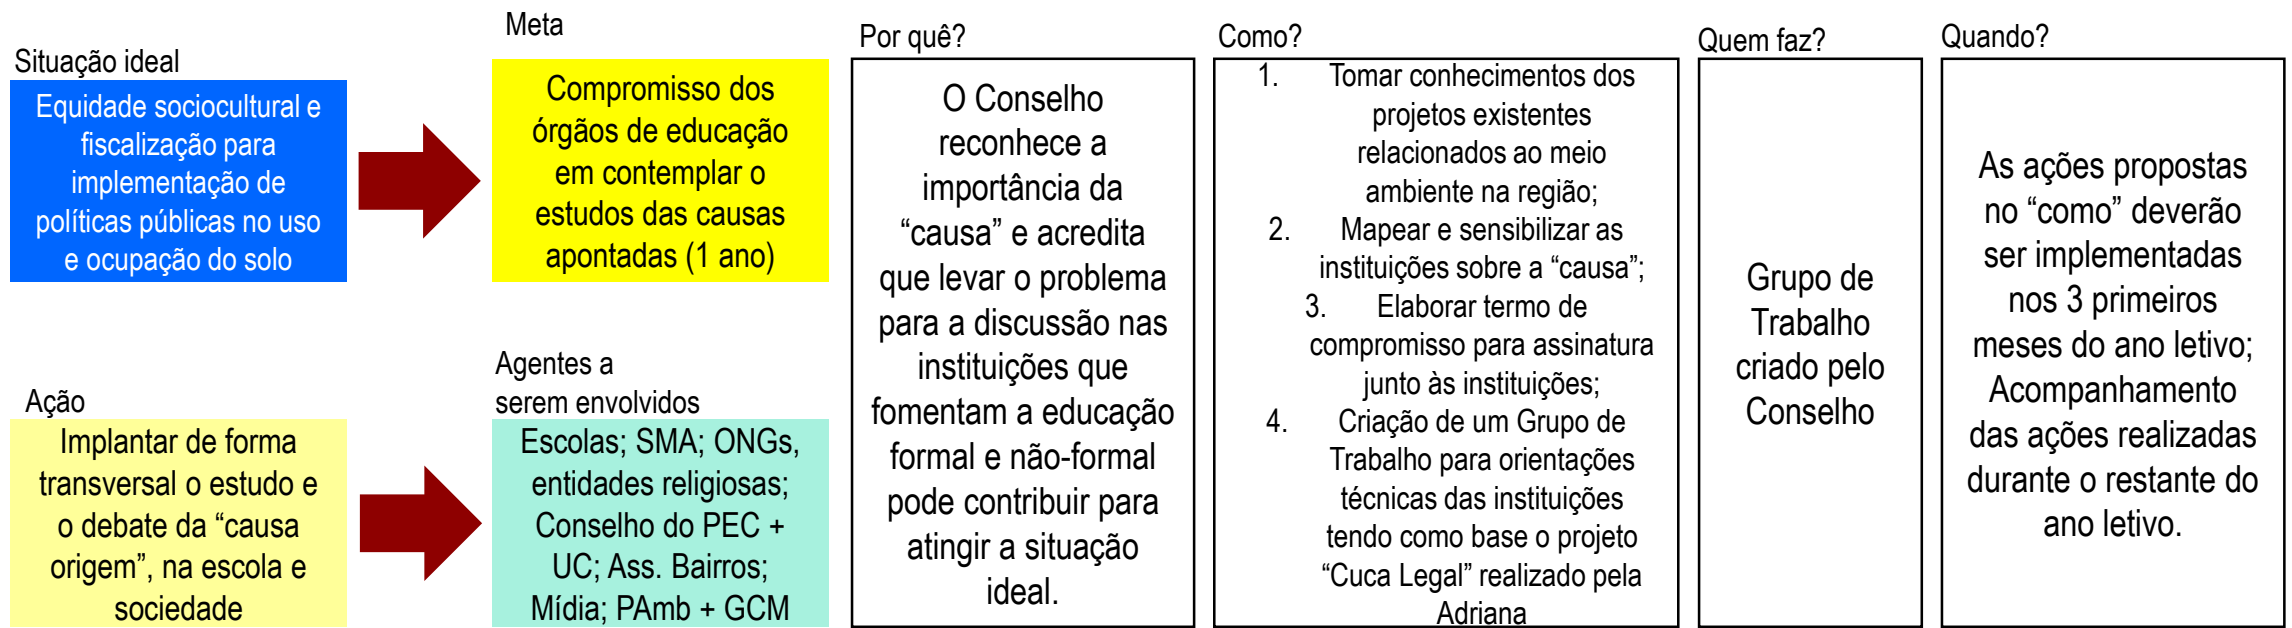 Situação ideal
Equidade sociocultural e
fiscalização para
implementação de
políticas públicas no uso
e ocupação do solo
Meta
Compromisso dos
órgãos de educação
em contemplar o
estudos das causas
apontadas (1 ano)
Ação
Implantar de forma
transversal o estudo e
o debate da “causa
origem”, na escola e
sociedade
Agentes a
serem envolvidos
Escolas; SMA; ONGs,
entidades religiosas;
Conselho do PEC +
UC; Ass. Bairros;
Mídia; PAmb + GCM
Por quê?
O Conselho
reconhece a
importância da
“causa” e acredita
que levar o problema
para a discussão nas
instituições que
fomentam a educação
formal e não-formal
pode contribuir para
atingir a situação
ideal.
Como?
1. Tomar conhecimentos dos
projetos existentes
relacionados ao meio
ambiente na região;
2. Mapear e sensibilizar as
instituições sobre a “causa”;
3. Elaborar termo de
compromisso para assinatura
junto às instituições;
4. Criação de um Grupo de
Trabalho para orientações
técnicas das instituições
tendo como base o projeto
“Cuca Legal” realizado pela
Adriana
Quem faz?
Grupo de
Trabalho
criado pelo
Conselho
Quando?
As ações propostas
no “como” deverão
ser implementadas
nos 3 primeiros
meses do ano letivo;
Acompanhamento
das ações realizadas
durante o restante do
ano letivo.